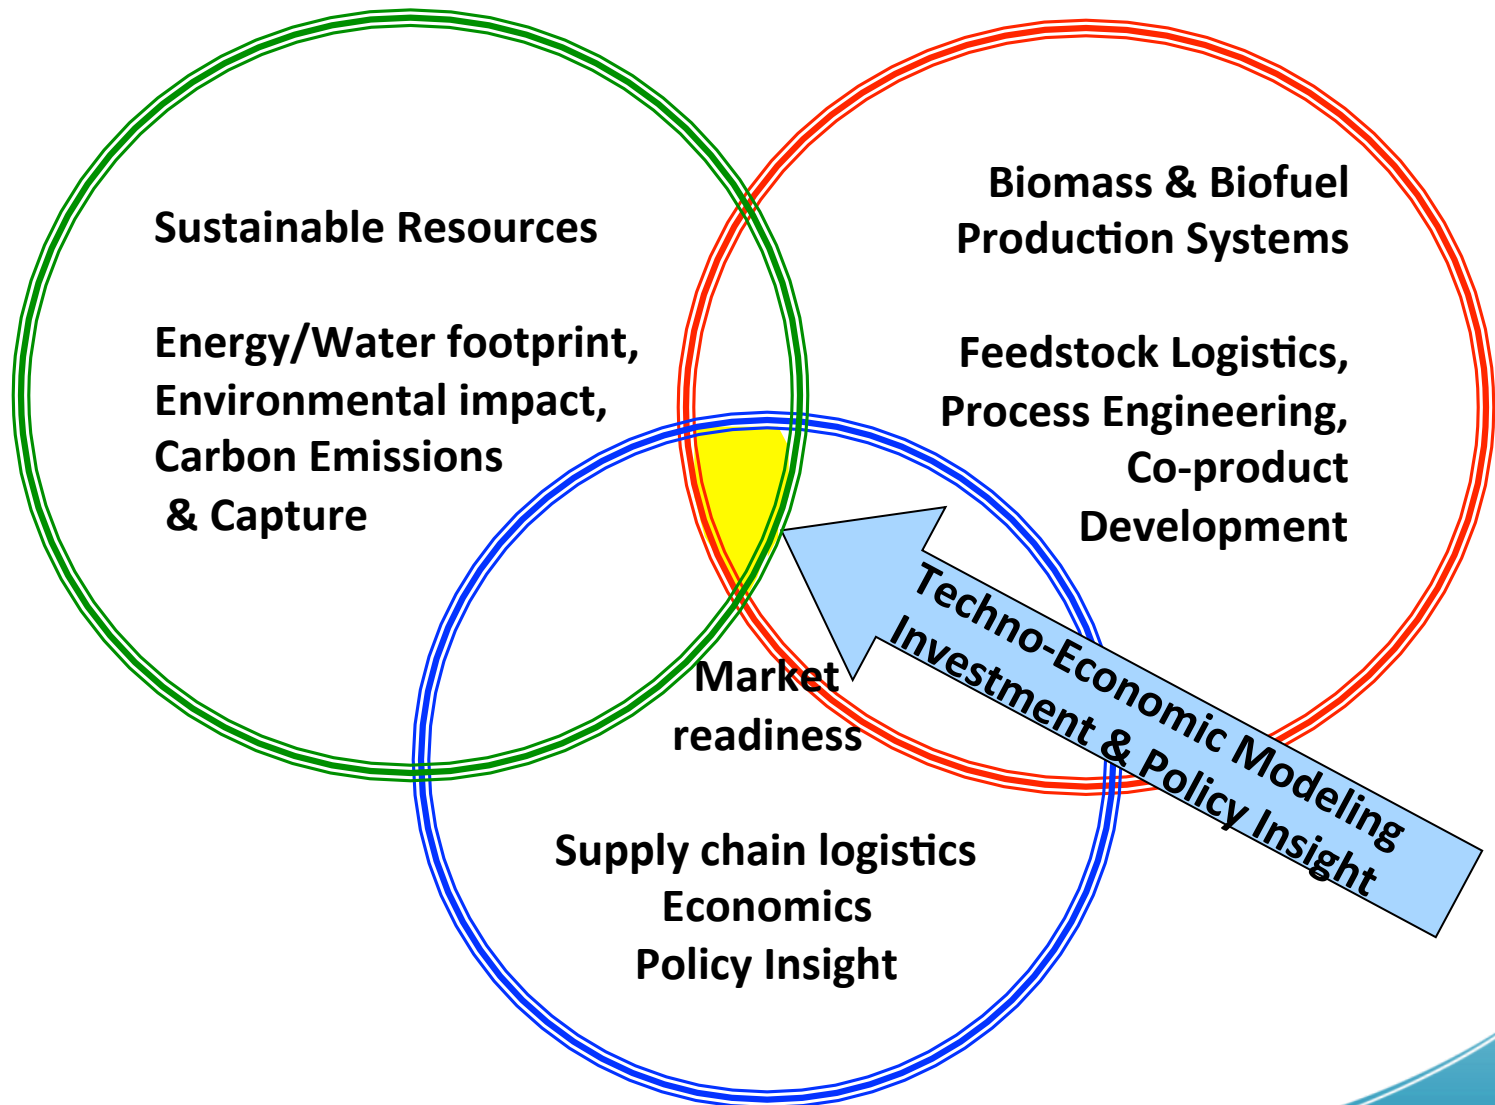 Sustainable Resources
Energy/Water footprint,
Environmental impact,
Carbon Emissions
& Capture
Biomass & Biofuel
Production Systems
Feedstock Logistics,
Process Engineering,
Co-product
Development
Techno-Economic Modeling
Investment & Policy Insight
Market
readiness
Supply chain logistics
Economics
Policy Insight